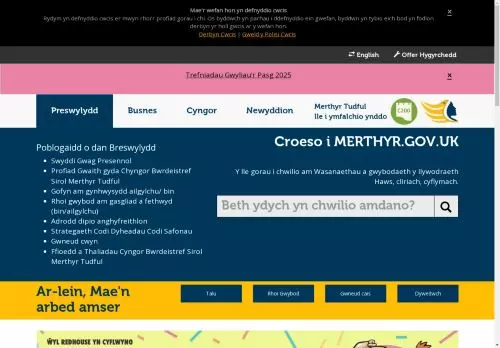 Mae'r wefan hon yn defnyddio cwcis
Rydym yn defnyddio cwcis er mwyn rhoi'r profiad gorau i chi. Os byddwch yn parhau i ddefnyddio ein gwefan, byddwn yn tybio eich bod yn fodlon
derbyn yr holl gwcis ar y wefan hon.
Derbyn Cwcis | Gweld y Polisi Cwcis
x
English
Offer Hygyrchedd
Trefniadau Gwyliau'r Pasg 2025
x
Preswylydd
Busnes
Cyngor
Newyddion
Merthyr Tudful
lle i ymfalchïo ynddo
Croeso i MERTHYR.GOV.UK
Poblogaidd o dan Breswylydd
Swyddi Gwag Presennol
Profiad Gwaith gyda Chyngor Bwrdeistref
Sirol Merthyr Tudful
Gofyn am gynhwysydd ailgylchu/ bin
Rhoi gwybod am gasgliad a fethwyd
(bin/ailgylchu)
Adrodd dipio anghyfreithlon
Strategaeth Codi Dyheadau Codi Safonau
Gwneud cwyn
Ffioedd a Thaliadau Cyngor Bwrdeistref Sirol
Merthyr Tudful
Y lle gorau i chwilio am Wasanaethau a gwybodaeth y llywodraeth
Haws, cliriach, cyflymach.
Beth ydych yn chwilio amdano?
Ar-lein, Mae'n
arbed amser
Talu
Rhoi Gwybod
Gwneud cais
Dywedwch
ŴYL REDHOUSE YN CYFLWYNO